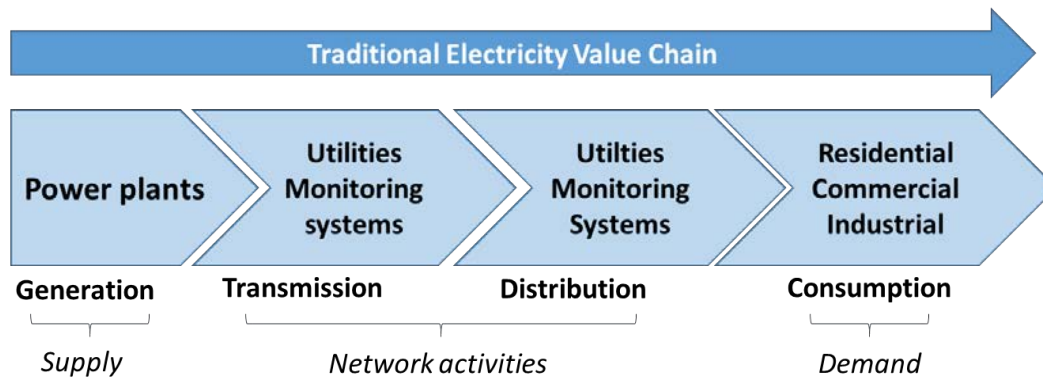 Traditional Electricity Value Chain
Power plants
Utilities
Monitoring
systems
Utilties
Monitoring
Systems
Residential
Commercial
Industrial
Generation
Transmission
Distribution
Consumption
Supply
Network activities
Demand